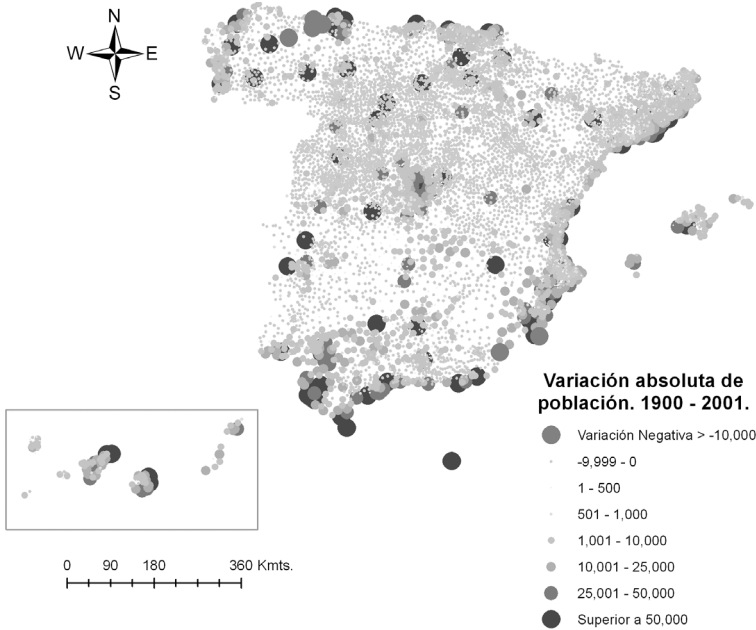 N
W E
S
Variación absoluta de
población. 1900 - 2001.
Variación Negativa > -10,000
-9,999 - 0
1 - 500
501 - 1,000
1,001 - 10,000
10,001 - 25,000
25,001 - 50,000
Superior a 50,000
0 90 180 360 Kmts.